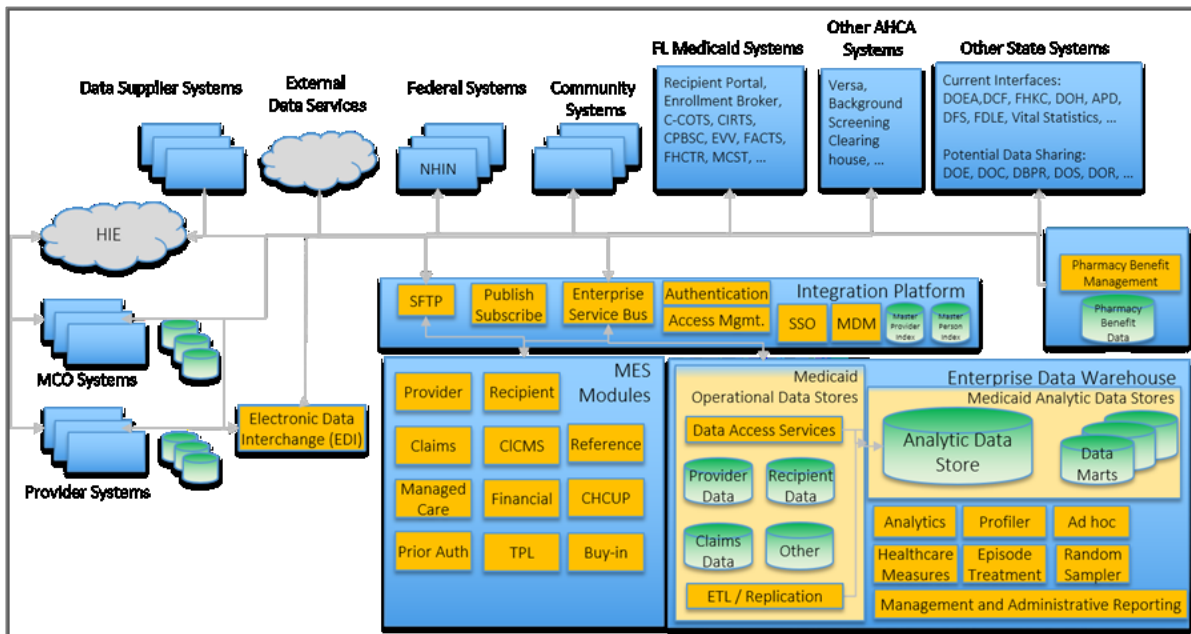 Data Supplier Systems
External
Data Services
Federal Systems
NHIN
Community
Systems
FL Medicaid Systems
Recipient Portal,
Enrollment Broker,
C-COTS, CIRTS,
CPBSC, EVV, FACTS,
FHCTR, MCST, ...
Other AHCA
Systems
Versa,
Background
Screening
Clearing
house, ...
Other State Systems
Current Interfaces:
DOEA,DCF, FHKC, DOH, APD,
DFS, FDLE, Vital Statistics, ...
Potential Data Sharing:
DOE, DOC, DBPR, DOS, DOR, ...
HIE
MCO Systems
Provider Systems
Electronic Data
Interchange (EDI)
SFTP
Publish
Subscribe
Enterprise
Service Bus
Authentication
Access Mgmt.
Integration Platform
SSO
MDM
Master
Provider
Index
Master
Person
Index
Pharmacy Benefit
Management
Pharmacy
Benefit
Data
MES
Modules
Provider
Recipient
Claims
CICMS
Reference
Managed
Care
Financial
CHCUP
Prior Auth
TPL
Buy-in
Medicaid
Operational Data Stores
Data Access Services
Provider
Data
Recipient
Data
Claims
Data
Other
ETL / Replication
Enterprise Data Warehouse
Medicaid Analytic Data Stores
Analytic Data
Store
Data
Marts
Analytics
Profiler
Ad hoc
Healthcare
Measures
Episode
Treatment
Random
Sampler
Management and Administrative Reporting